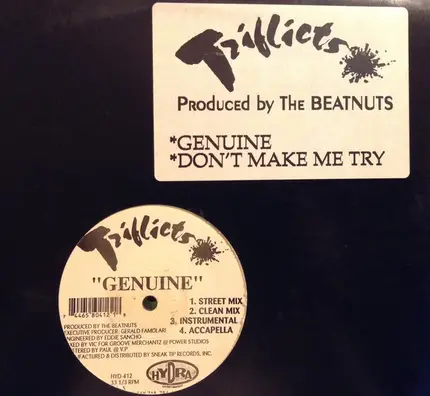 Triflicts
Produced by The BEATNUTS
*GENUINE
*DON'T MAKE ME TRY
Triflicts
"GENUINE"
1. STREET MIX
2. CLEAN MIX
3. INSTRUMENTAL
4. ACCAPELLA
44658 0412
PRODUCED BY THE BEATNUTS
EXECUTIVE PRODUCER: GERALD FAMOLARI
ENGINEERED BY EDDIE SANCHO
MIXED BY VIC FOR GROOVE MERCHANTZ @ POWER STUDIOS
MASTERED BY PAUL @ V.P.
MANUFACTURED & DISTRIBUTED BY SNEAK TIP RECORDS, INC.
HYD-412
33 1/3 RPM
HYDRA